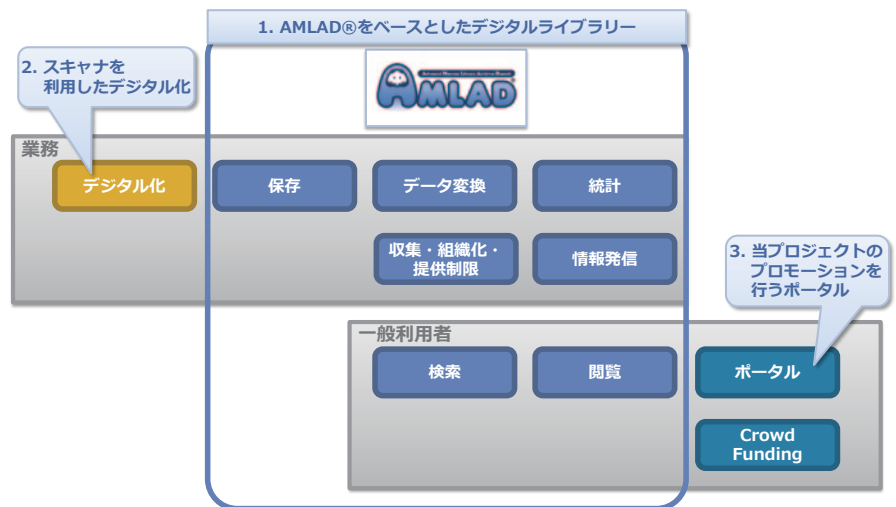 1. AMLAD®をベースとしたデジタルライブラリー
2. スキャナを
利用したデジタル化
AMLAD
業務
デジタル化
保存
データ変換
統計
収集・組織化・
提供制限
情報発信
3. 当プロジェクトの
プロモーションを
行うポータル
一般利用者
検索
閲覧
ポータル
Crowd
Funding